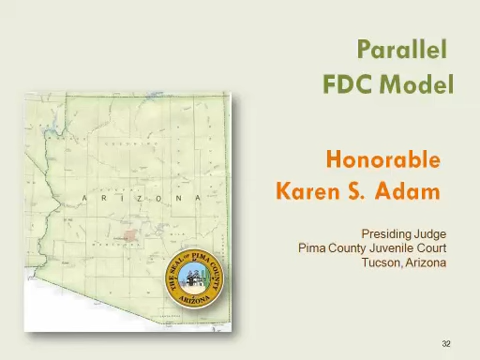 Parallel
FDC Model
Honorable
Karen S. Adam
Presiding Judge
Pima County Juvenile Court
Tucson, Arizona
ARIZONA
THE SEAL OF PIMA COUNTY
ARIZONA
32